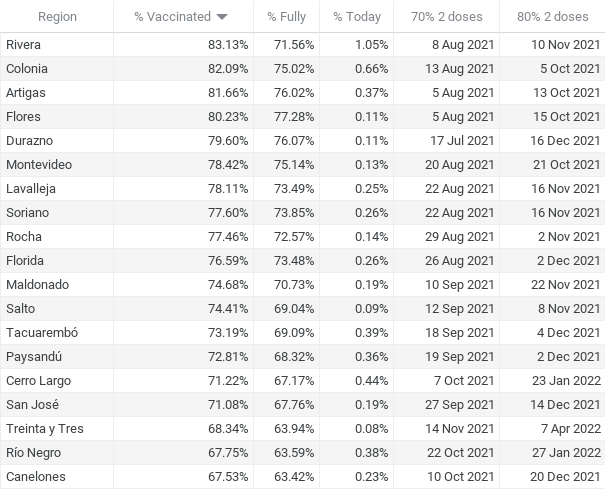 Region % Vaccinated % Fully % Today 70% 2 doses 80% 2 doses
Rivera 83.13% 71.56% 1.05% 8 Aug 2021 10 Nov 2021
Colonia 82.09% 75.02% 0.66% 13 Aug 2021 5 Oct 2021
Artigas 81.66% 76.02% 0.37% 5 Aug 2021 13 Oct 2021
Flores 80.23% 77.28% 0.11% 5 Aug 2021 15 Oct 2021
Durazno 79.60% 76.07% 0.11% 17 Jul 2021 16 Dec 2021
Montevideo 78.42% 75.14% 0.13% 20 Aug 2021 21 Oct 2021
Lavalleja 78.11% 73.49% 0.25% 22 Aug 2021 16 Nov 2021
Soriano 77.60% 73.85% 0.26% 22 Aug 2021 16 Nov 2021
Rocha 77.46% 72.57% 0.14% 29 Aug 2021 2 Nov 2021
Florida 76.59% 73.48% 0.26% 26 Aug 2021 2 Dec 2021
Maldonado 74.68% 70.73% 0.19% 10 Sep 2021 22 Nov 2021
Salto 74.41% 69.04% 0.09% 12 Sep 2021 8 Nov 2021
Tacuarembó 73.19% 69.09% 0.39% 18 Sep 2021 4 Dec 2021
Paysandú 72.81% 68.32% 0.36% 19 Sep 2021 2 Dec 2021
Cerro Largo 71.22% 67.17% 0.44% 7 Oct 2021 23 Jan 2022
San José 71.08% 67.76% 0.19% 27 Sep 2021 14 Dec 2021
Treinta y Tres 68.34% 63.94% 0.08% 14 Nov 2021 7 Apr 2022
Río Negro 67.75% 63.59% 0.38% 22 Oct 2021 27 Jan 2022
Canelones 67.53% 63.42% 0.23% 10 Oct 2021 20 Dec 2021